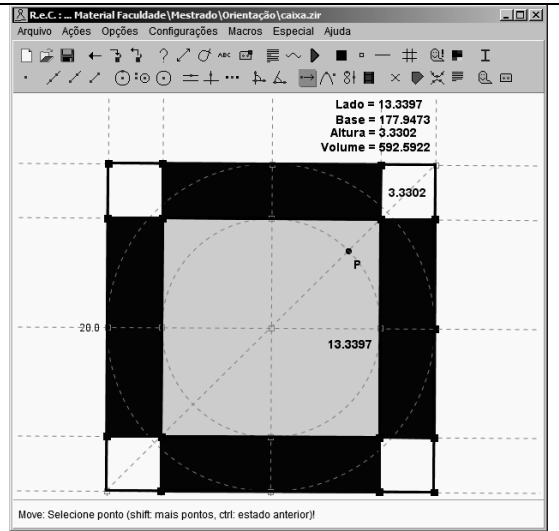 R.e.C. : ... Material Faculdade\Mestrado\Orientação\caixa.zir
Arquivo Ações Opções Configurações Macros Especial Ajuda
Lado = 13.3397
Base = 177.9473
Altura = 3.3302
Volume = 592.5922
3.3302
P
20.0
13.3397
Move: Selecione ponto (shift: mais pontos, ctrl: estado anterior)!